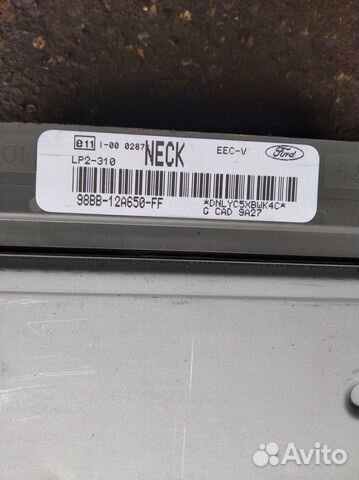 e11 I-00 0287 NECK EEC-V Ford
LP2-310
98BB-12A650-FF *DNLYC5XBWK4C*
G CAD 9A27
Avito